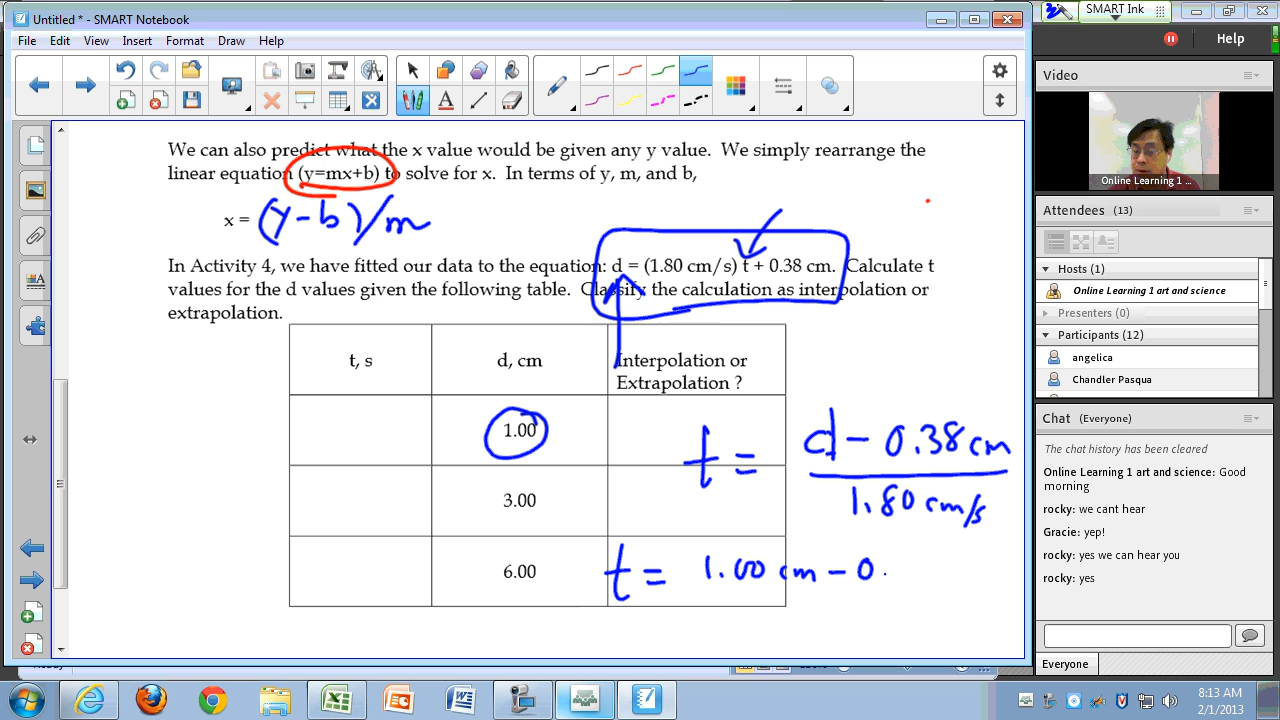 Untitled * - SMART Notebook
SMART Ink
File Edit View Insert Format Draw Help
Help
We can also predict what the x value would be given any y value. We simply rearrange the
linear equation (y=mx+b) to solve for x. In terms of y, m, and b,
x = (y-b)/m
In Activity 4, we have fitted our data to the equation: d = (1.80 cm/s) t + 0.38 cm. Calculate t
values for the d values given the following table. Classify the calculation as interpolation or
extrapolation.
t, s d, cm Interpolation or
Extrapolation ?
1.00
3.00
6.00
t = d - 0.38 cm
1.80 cm/s
t = 1.00 cm - 0.
Video
Online Learning 1 ...
Attendees (13)
Hosts (1)
Online Learning 1 art and science
Presenters (0)
Participants (12)
angelica
Chandler Pasqua
Chat (Everyone)
The chat history has been cleared
Online Learning 1 art and science: Good
morning
rocky: we cant hear
Gracie: yep!
rocky: yes we can hear you
rocky: yes
Everyone
8:13 AM
2/1/2013